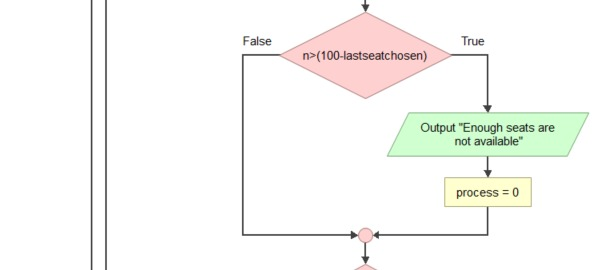 False
True
n>(100-lastseatchosen)
Output "Enough seats are
not available"
process = 0